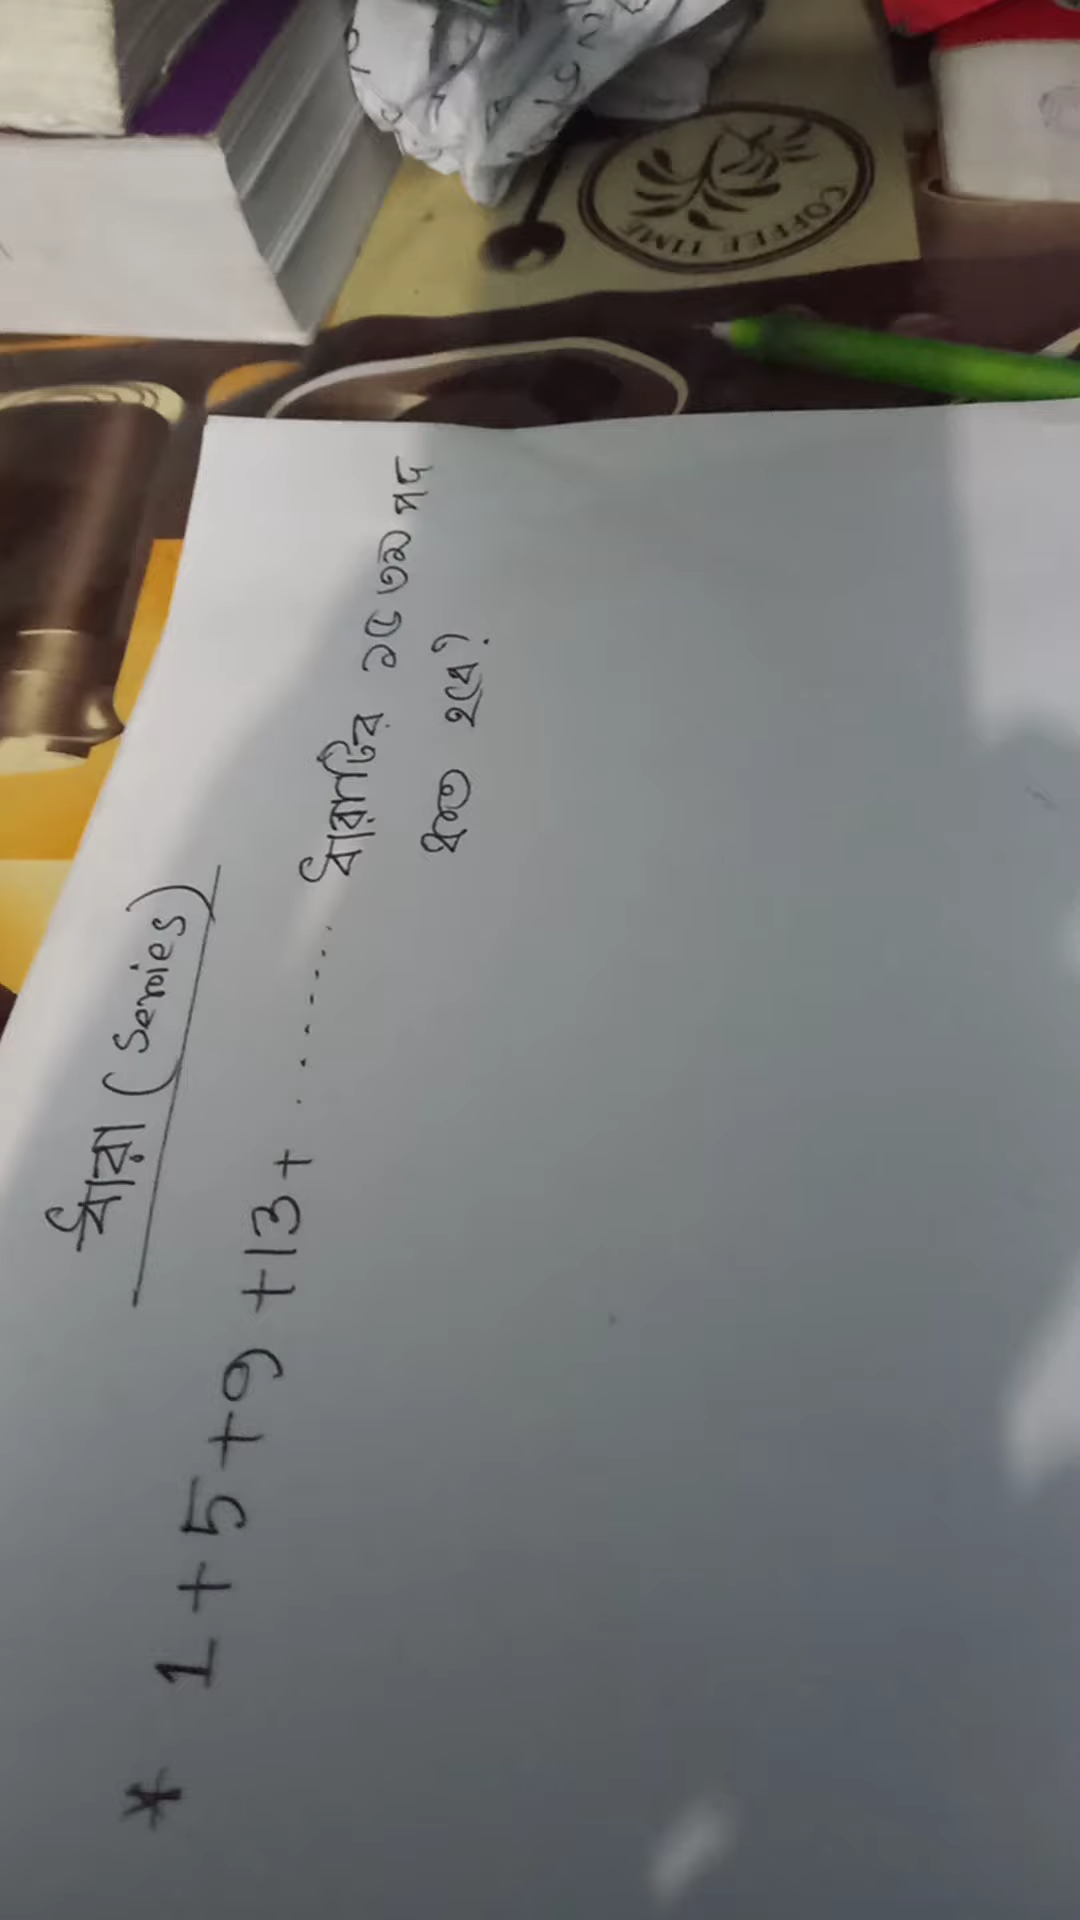 ধারা (Series)
* 1 + 5 + 9 + 13 + ....... ধারাটির ১৫ তম পদ
কত হবে?
COFFEE TIME